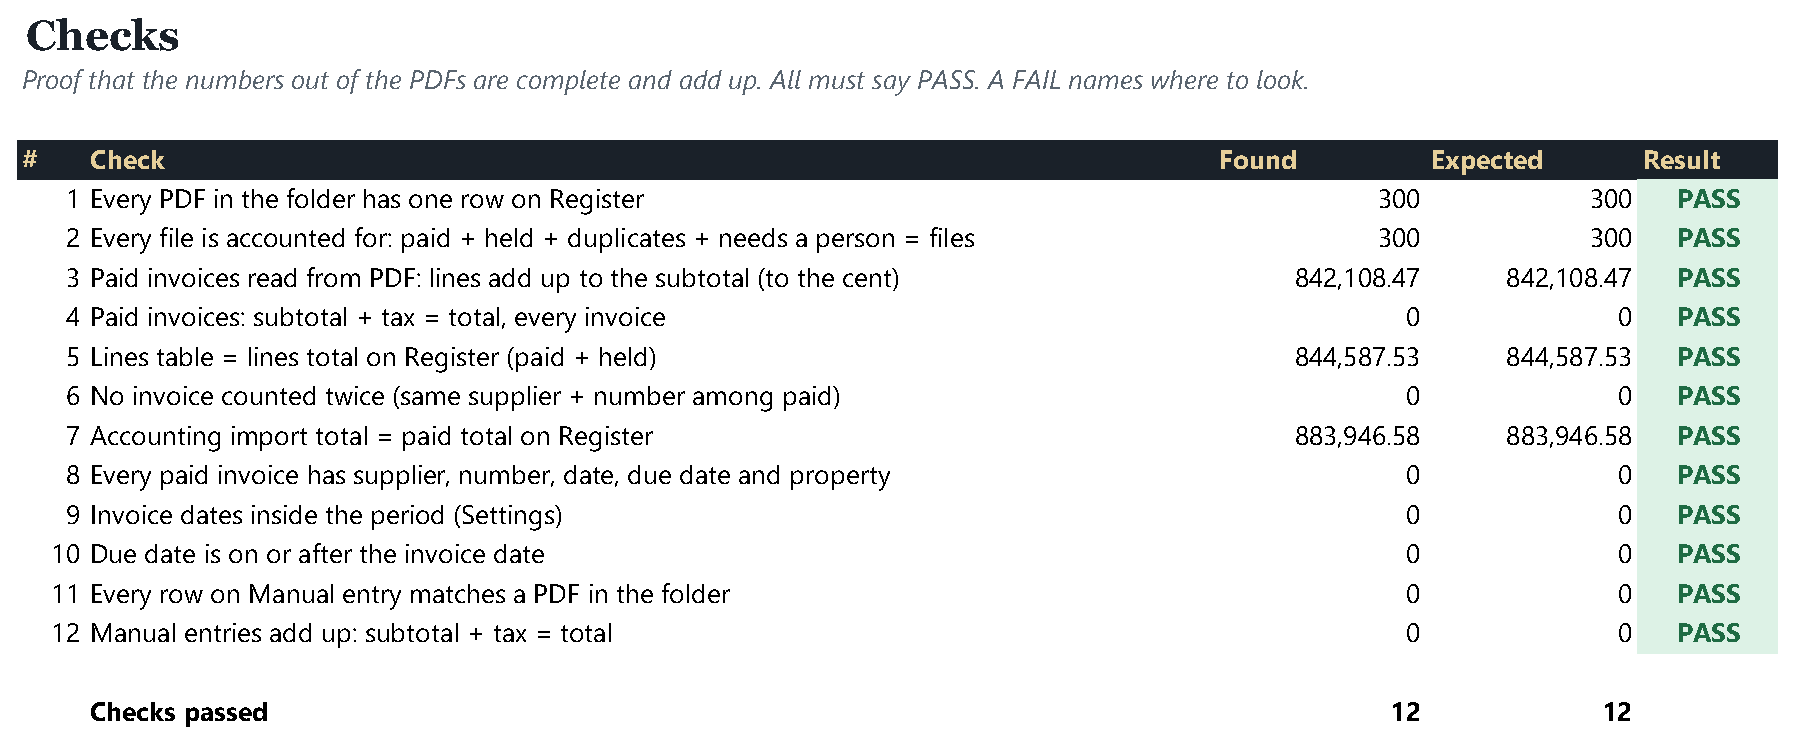 Checks
Proof that the numbers out of the PDFs are complete and add up. All must say PASS. A FAIL names where to look.
# Check Found Expected Result
1 Every PDF in the folder has one row on Register 300 300 PASS
2 Every file is accounted for: paid + held + duplicates + needs a person = files 300 300 PASS
3 Paid invoices read from PDF: lines add up to the subtotal (to the cent) 842,108.47 842,108.47 PASS
4 Paid invoices: subtotal + tax = total, every invoice 0 0 PASS
5 Lines table = lines total on Register (paid + held) 844,587.53 844,587.53 PASS
6 No invoice counted twice (same supplier + number among paid) 0 0 PASS
7 Accounting import total = paid total on Register 883,946.58 883,946.58 PASS
8 Every paid invoice has supplier, number, date, due date and property 0 0 PASS
9 Invoice dates inside the period (Settings) 0 0 PASS
10 Due date is on or after the invoice date 0 0 PASS
11 Every row on Manual entry matches a PDF in the folder 0 0 PASS
12 Manual entries add up: subtotal + tax = total 0 0 PASS
Checks passed 12 12